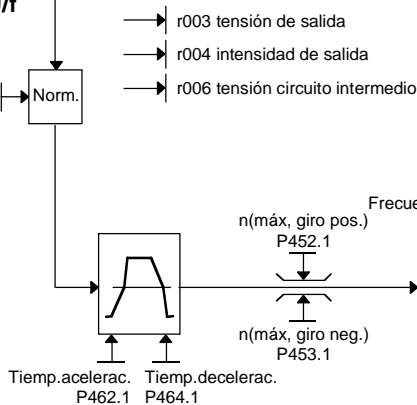 /f
r003 tensión de salida
r004 intensidad de salida
r006 tensión circuito intermedio
Norm.
Frecue
n(máx, giro pos.)
P452.1
n(máx, giro neg.)
P453.1
Tiemp.acelerac. Tiemp.decelerac.
P462.1 P464.1